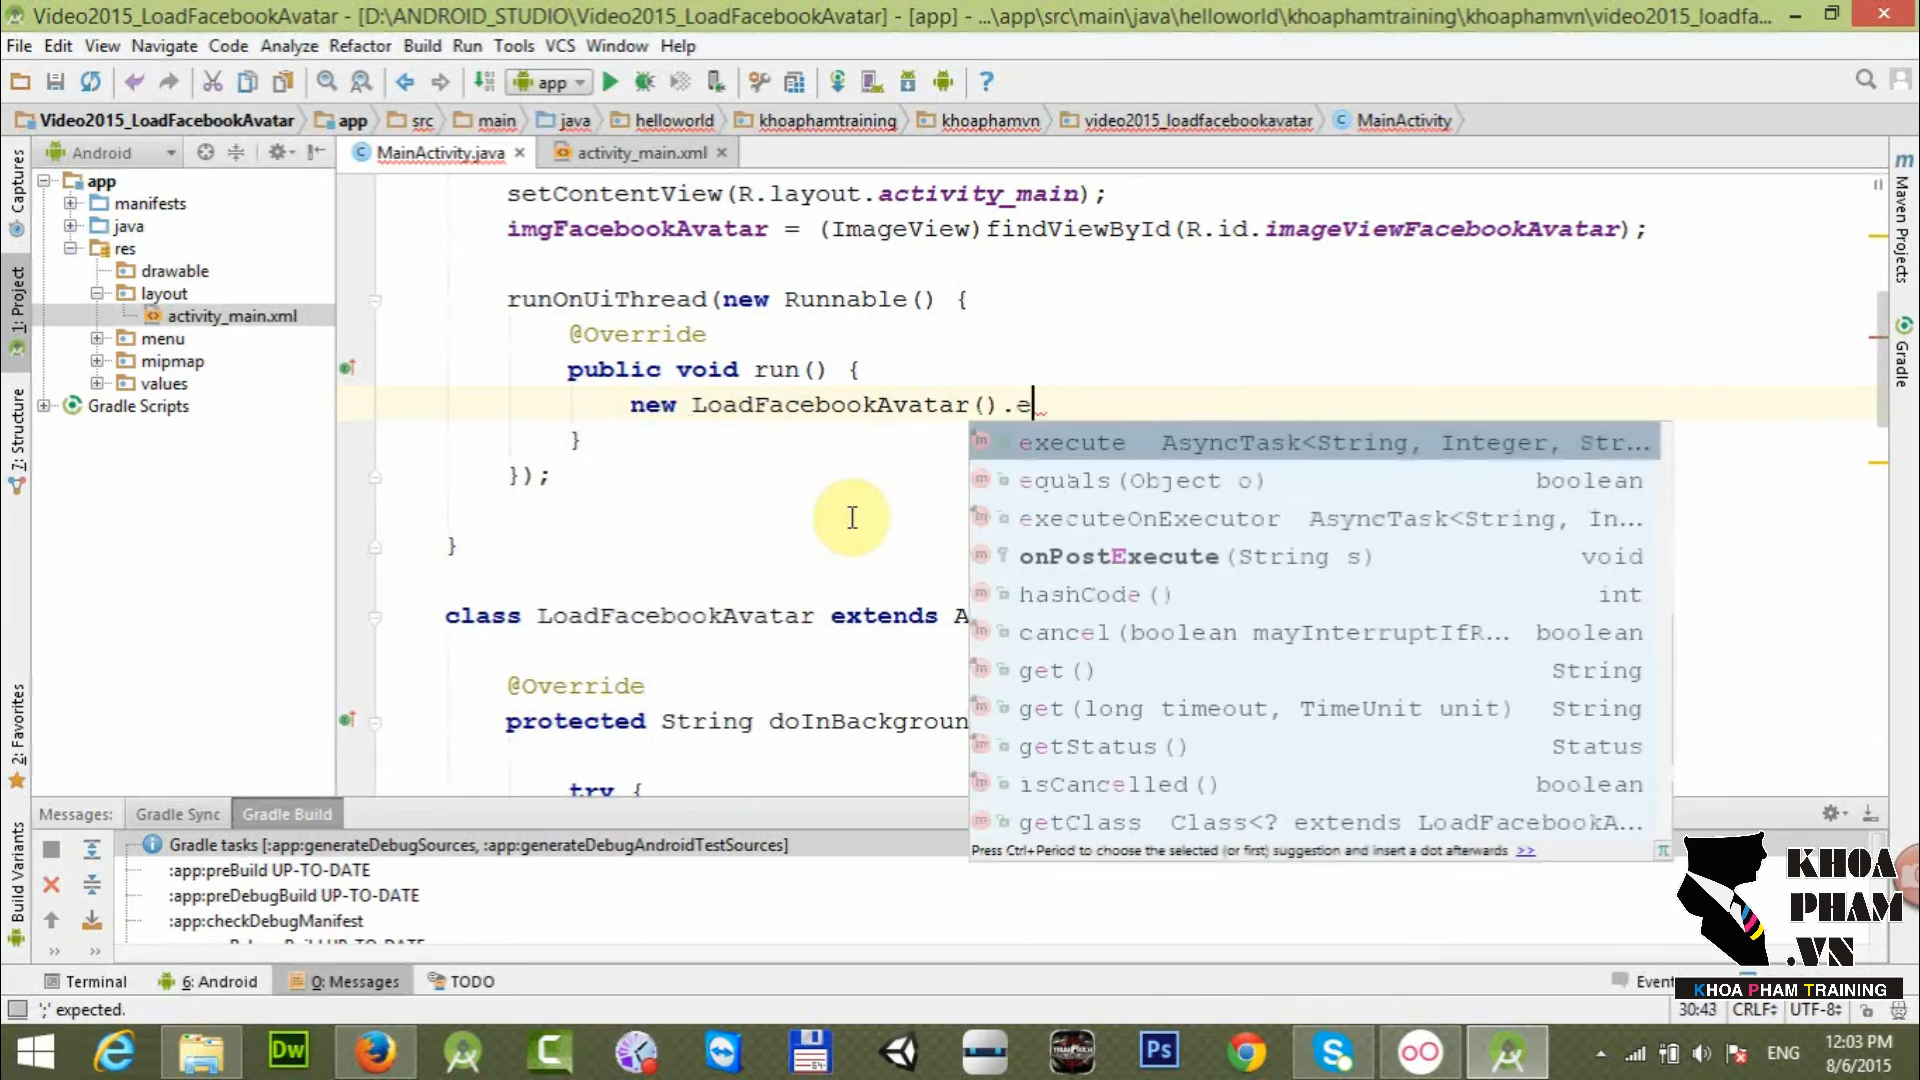 Video2015_LoadFacebookAvatar - [D:\ANDROID_STUDIO\Video2015_LoadFacebookAvatar] - [app] - ...\app\src\main\java\helloworld\khoaphamtraining\khoaphamvn\video2015_loadfa...
File Edit View Navigate Code Analyze Refactor Build Run Tools VCS Window Help
app
Video2015_LoadFacebookAvatar app src main java helloworld khoaphamtraining khoaphamvn video2015_loadfacebookavatar MainActivity
Android
MainActivity.java activity_main.xml
Captures
1: Project
7: Structure
2: Favorites
Build Variants
app
manifests
java
res
drawable
layout
activity_main.xml
menu
mipmap
values
Gradle Scripts
setContentView(R.layout.activity_main);
imgFacebookAvatar = (ImageView)findViewById(R.id.imageViewFacebookAvatar);
runOnUiThread(new Runnable() {
@Override
public void run() {
new LoadFacebookAvatar().e
}
});
}
class LoadFacebookAvatar extends A
@Override
protected String doInBackgroun
try {
execute AsyncTask<String, Integer, Str...
equals(Object o) boolean
executeOnExecutor AsyncTask<String, In...
onPostExecute(String s) void
hashCode() int
cancel(boolean mayInterruptIfR... boolean
get() String
get(long timeout, TimeUnit unit) String
getStatus() Status
isCancelled() boolean
getClass Class<? extends LoadFacebookA...
Press Ctrl+Period to choose the selected (or first) suggestion and insert a dot afterwards >>
π
m
Maven Projects
Gradle
Messages: Gradle Sync Gradle Build
Gradle tasks [:app:generateDebugSources, :app:generateDebugAndroidTestSources]
:app:preBuild UP-TO-DATE
:app:preDebugBuild UP-TO-DATE
:app:checkDebugManifest
KHOA
PHAM
.VN
KHOA PHAM TRAINING
Terminal 6: Android 0: Messages TODO Event
';' expected.
30:43 CRLF UTF-8
Dw
Ps
ENG
12:03 PM
8/6/2015